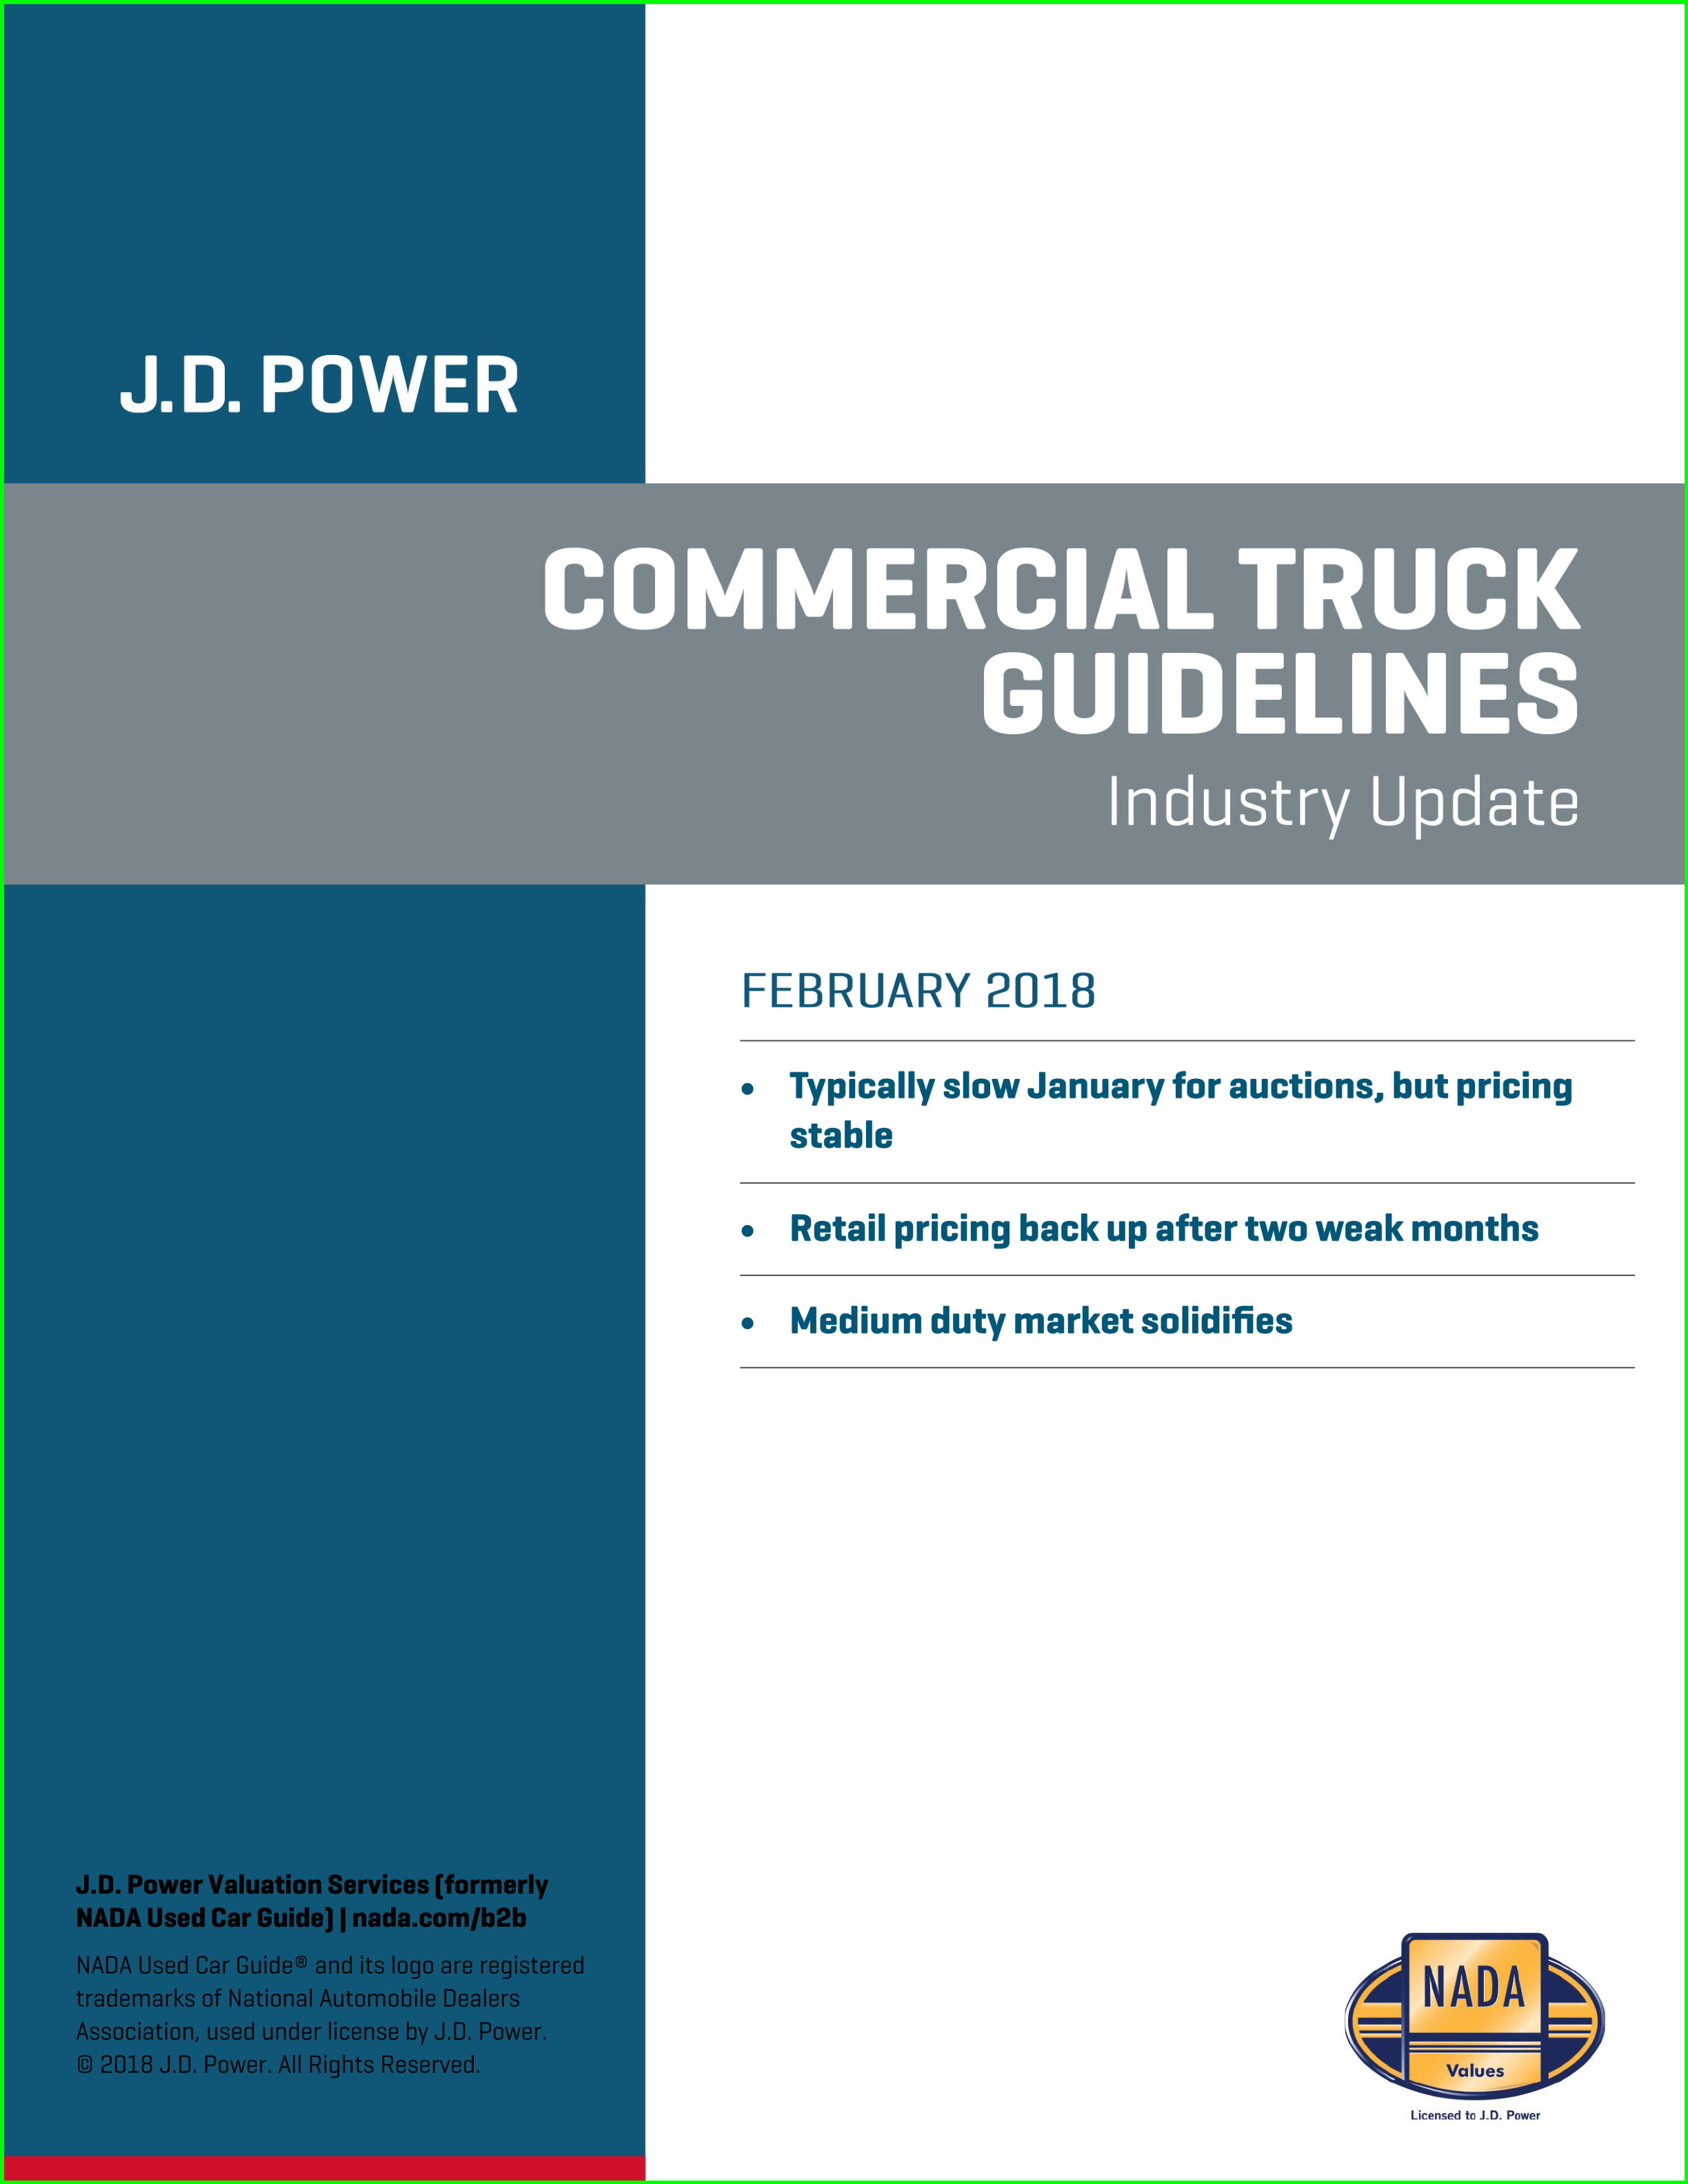 J.D. POWER
COMMERCIAL TRUCK
GUIDELINES
Industry Update
FEBRUARY 2018
• Typically slow January for auctions, but pricing
stable
• Retail pricing back up after two weak months
• Medium duty market solidifies
J.D. Power Valuation Services (formerly
NADA Used Car Guide) | nada.com/b2b
NADA Used Car Guide® and its logo are registered
trademarks of National Automobile Dealers
Association, used under license by J.D. Power.
© 2018 J.D. Power. All Rights Reserved.
NADA
Values
Licensed to J.D. Power